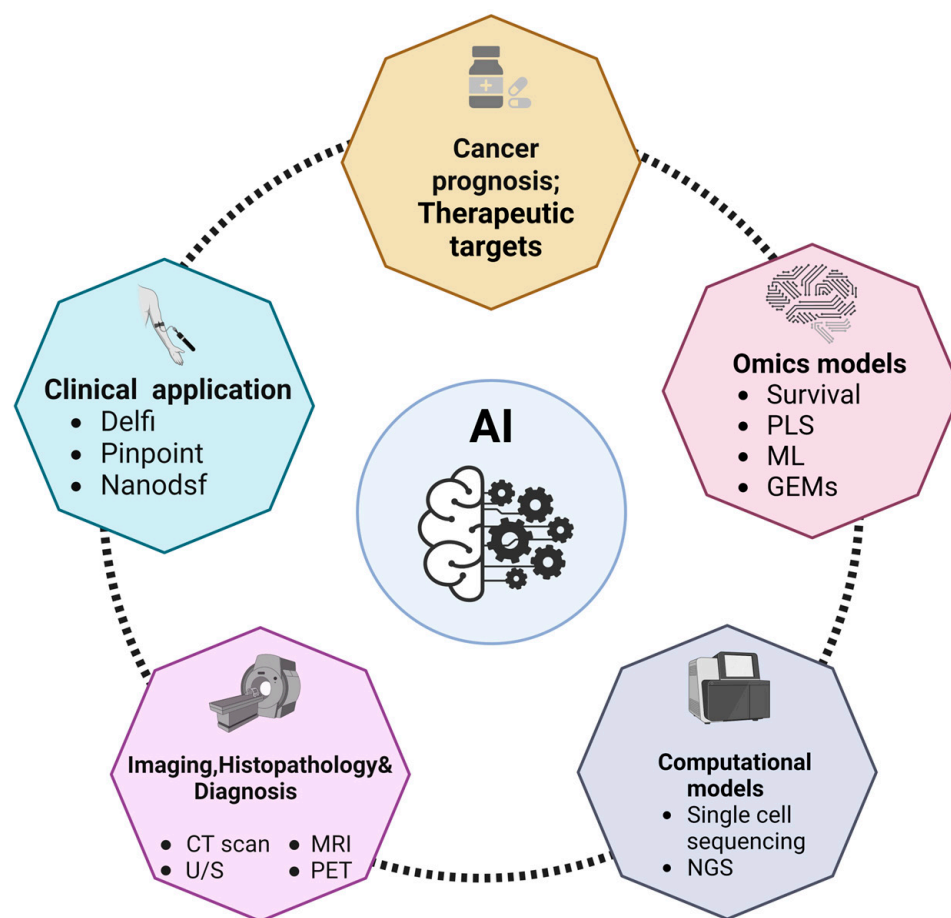 Cancer
prognosis;
Therapeutic
targets
Clinical application
• Delfi
• Pinpoint
• Nanodsf
AI
Omics models
• Survival
• PLS
• ML
• GEMs
Imaging,Histopathology&
Diagnosis
• CT scan • MRI
• U/S • PET
Computational
models
• Single cell
sequencing
• NGS